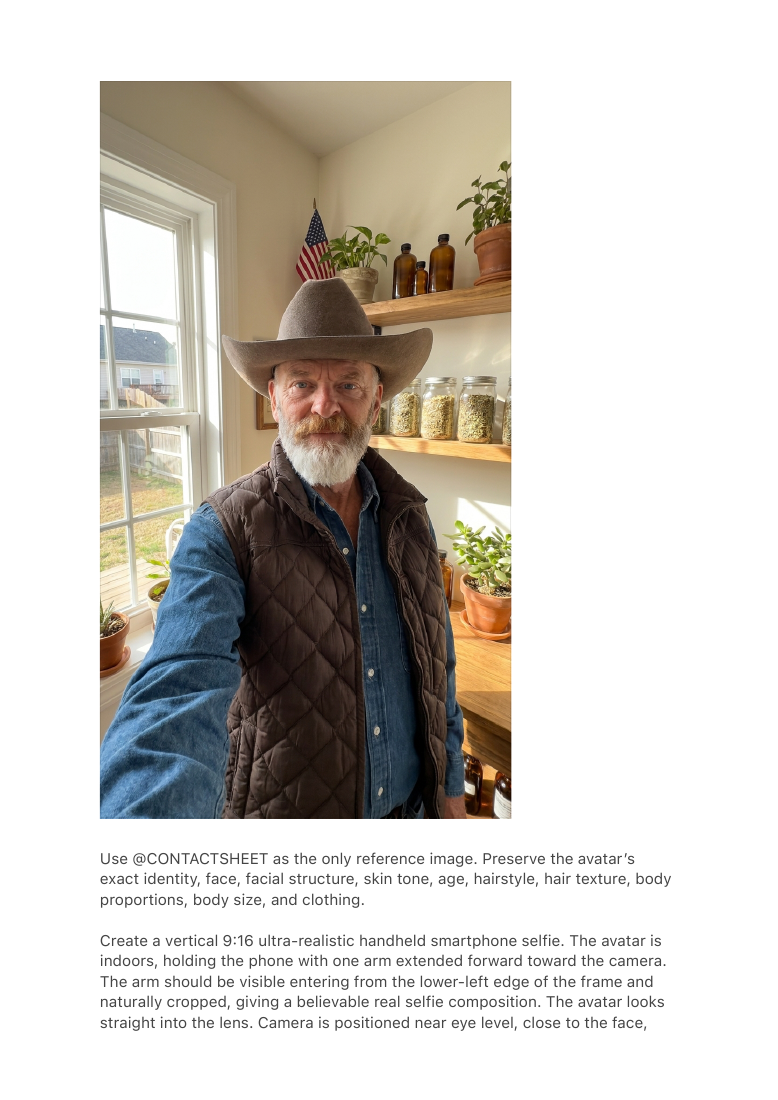 Use @CONTACTSHEET as the only reference image. Preserve the avatar’s
exact identity, face, facial structure, skin tone, age, hairstyle, hair texture, body
proportions, body size, and clothing.
Create a vertical 9:16 ultra-realistic handheld smartphone selfie. The avatar is
indoors, holding the phone with one arm extended forward toward the camera.
The arm should be visible entering from the lower-left edge of the frame and
naturally cropped, giving a believable real selfie composition. The avatar looks
straight into the lens. Camera is positioned near eye level, close to the face,